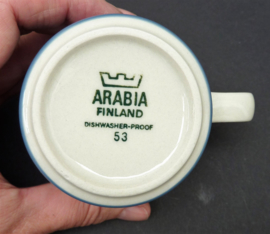 ARABIA
FINLAND
DISHWASHER-PROOF
53